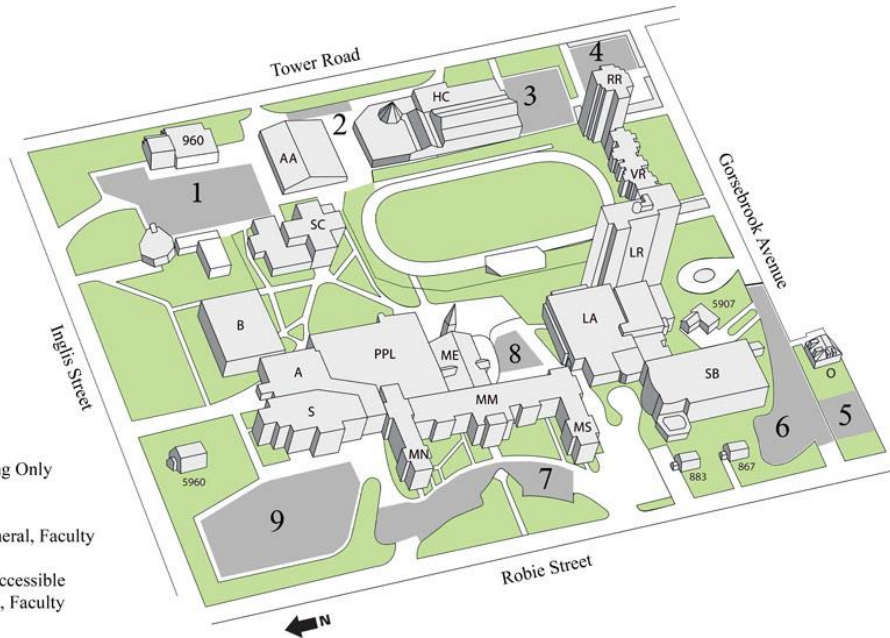 Tower Road
4
RR
HC
3
2
960
AA
VR
1
SC
Gorsebrook Avenue
LR
5907
B
LA
Inglis Street
PPL
ME
8
O
A
SB
MM
S
5
6
MS
MN
883
867
5960
7
9
Only
Faculty
Faculty
Robie Street
N